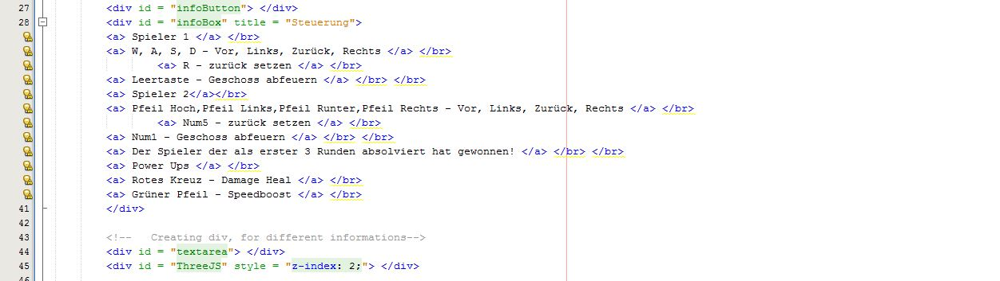 27 <div id = "infoButton"> </div>
28 <div id = "infoBox" title = "Steuerung">
<a> Spieler 1 </a> </br>
<a> W, A, S, D - Vor, Links, Zurück, Rechts </a> </br>
<a> R - zurück setzen </a> </br>
<a> Leertaste - Geschoss abfeuern </a> </br> </br>
<a> Spieler 2</a></br>
<a> Pfeil Hoch,Pfeil Links,Pfeil Runter,Pfeil Rechts - Vor, Links, Zurück, Rechts </a> </br>
<a> Num5 - zurück setzen </a> </br>
<a> Num1 - Geschoss abfeuern </a> </br> </br>
<a> Der Spieler der als erster 3 Runden absolviert hat gewonnen! </a> </br> </br>
<a> Power Ups </a> </br>
<a> Rotes Kreuz - Damage Heal </a> </br>
<a> Grüner Pfeil - Speedboost </a> </br>
41 </div>
42
43 <!-- Creating div, for different informations-->
44 <div id = "textarea"> </div>
45 <div id = "ThreeJS" style = "z-index: 2;"> </div>
46